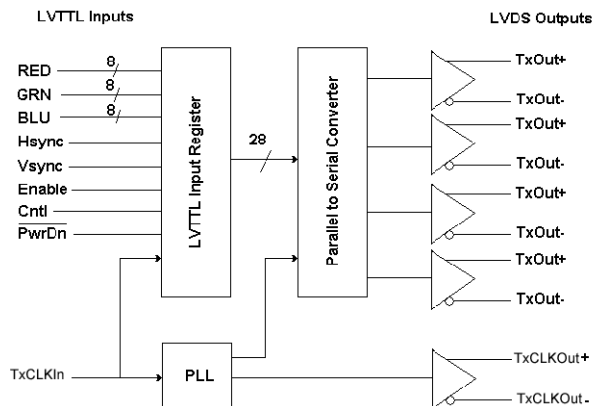 LVTTL Inputs
LVDS Outputs
RED
8
GRN
8
BLU
8
Hsync
Vsync
Enable
Cntl
PwrDn
LVTTL Input Register
28
Parallel to Serial Converter
TxOut+
TxOut-
TxOut+
TxOut-
TxOut+
TxOut-
TxOut+
TxOut-
TxCLKIn
PLL
TxCLKOut+
TxCLKOut-